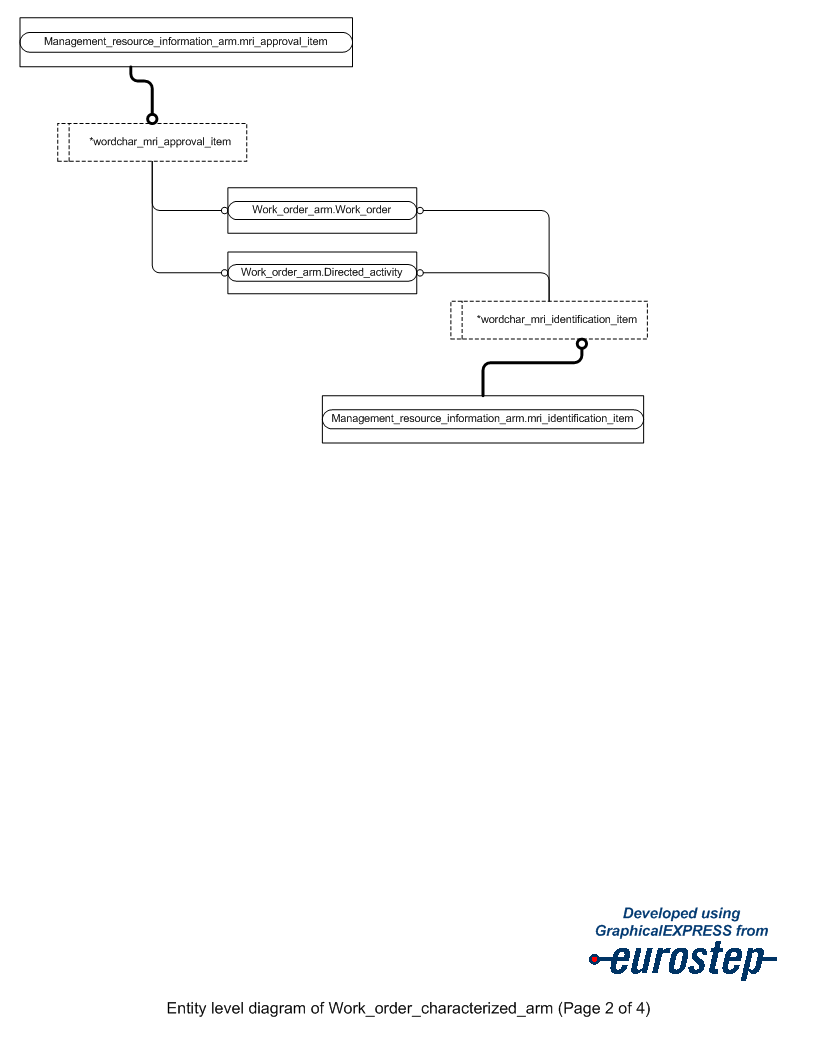 Management_resource_information_arm.mri_approval_item
*wordchar_mri_approval_item
Work_order_arm.Work_order
Work_order_arm.Directed_activity
*wordchar_mri_identification_item
Management_resource_information_arm.mri_identification_item
Developed using
GraphicalEXPRESS from
eurostep
Entity level diagram of Work_order_characterized_arm (Page 2 of 4)